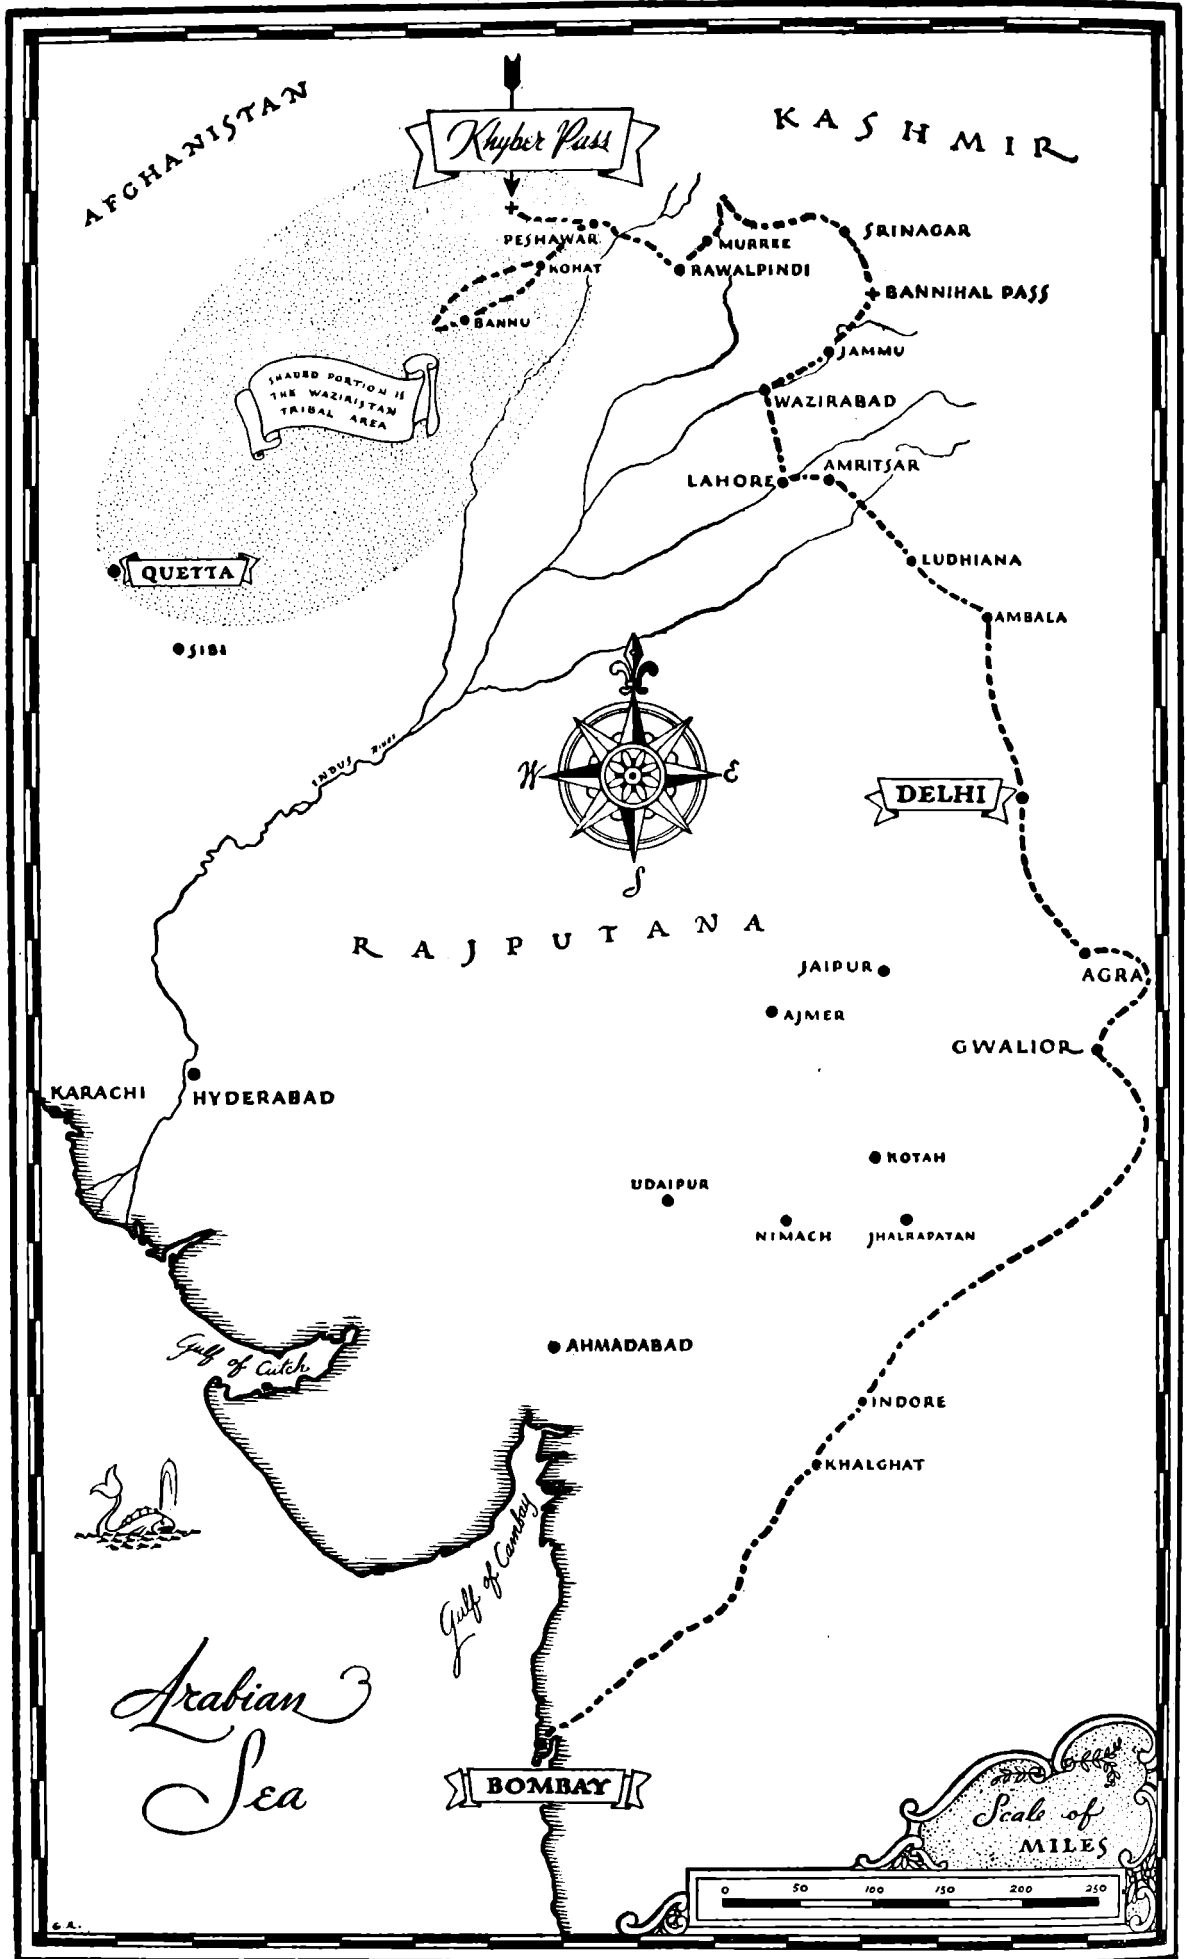 AFGHANISTAN
KASHMIR
Khyber Pass
PESHAWAR
MURREE
SRINAGAR
KOHAT
RAWALPINDI
BANNIHAL PASS
BANNU
JAMMU
SHADED PORTION IS
THE WAZIRISTAN
TRIBAL AREA
WAZIRABAD
LAHORE
AMRITSAR
QUETTA
LUDHIANA
AMBALA
SIBI
INDUS RIVER
W
E
S
DELHI
RAJPUTANA
JAIPUR
AGRA
AJMER
GWALIOR
KARACHI
HYDERABAD
KOTAH
UDAIPUR
NIMACH
JHALRAPATAN
Gulf of Cutch
AHMADABAD
INDORE
KHALGHAT
Gulf of Cambay
Arabian
Sea
BOMBAY
Scale of
MILES
0 50 100 150 200 250
G.R.